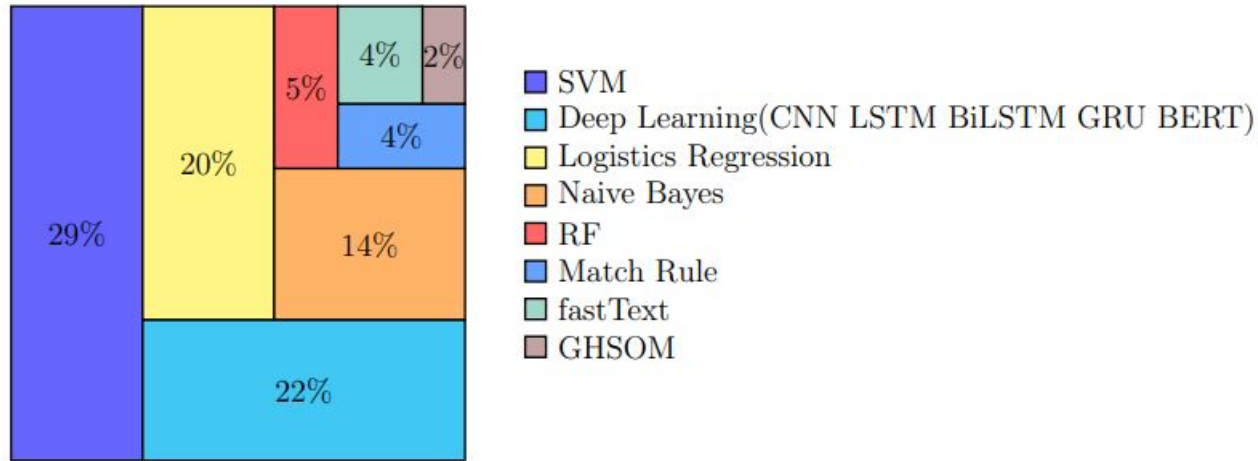 4%
2%
5%
4%
20%
29%
14%
22%
SVM
Deep Learning(CNN LSTM BiLSTM GRU BERT)
Logistics Regression
Naive Bayes
RF
Match Rule
fastText
GHSOM